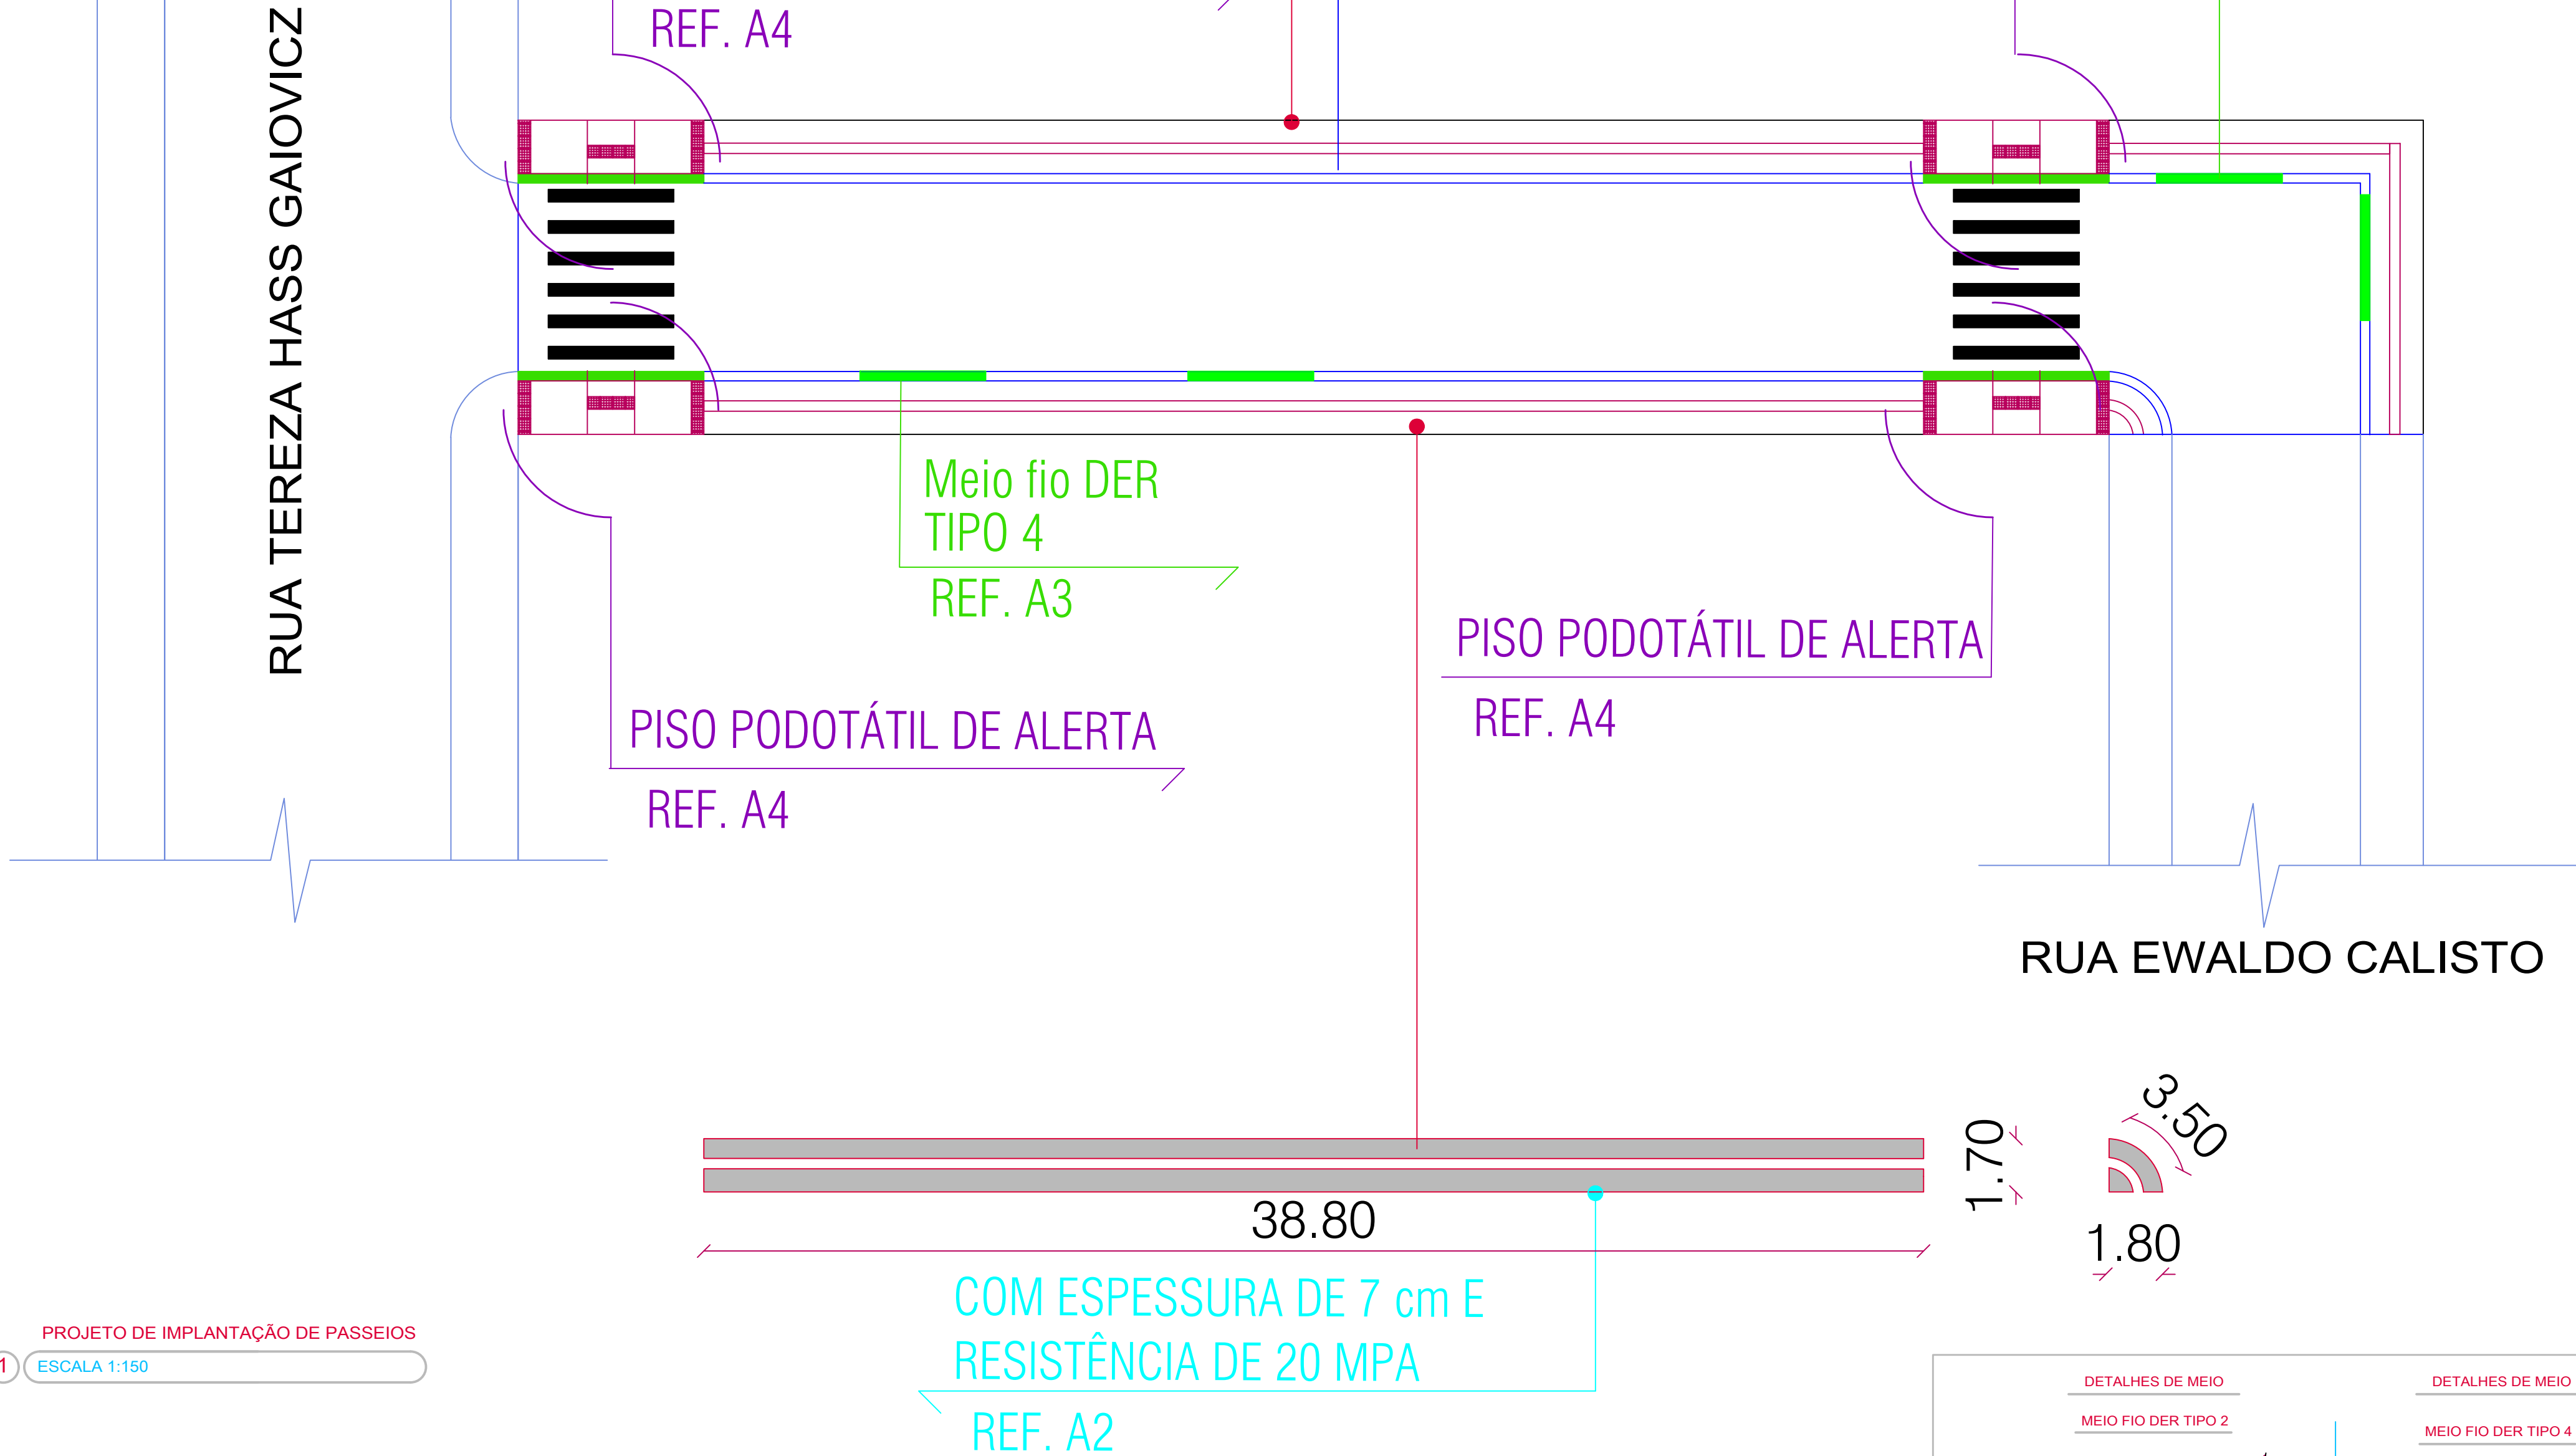 REF. A4
RUA TEREZA HASS GAIOVICZ
Meio fio DER
TIPO 4
REF. A3
PISO PODOTÁTIL DE ALERTA
REF. A4
PISO PODOTÁTIL DE ALERTA
REF. A4
RUA EWALDO CALISTO
3.50
1.70
38.80
1.80
COM ESPESSURA DE 7 cm E
RESISTÊNCIA DE 20 MPA
REF. A2
PROJETO DE IMPLANTAÇÃO DE PASSEIOS
1
ESCALA 1:150
DETALHES DE MEIO
MEIO FIO DER TIPO 2
DETALHES DE MEIO
MEIO FIO DER TIPO 4